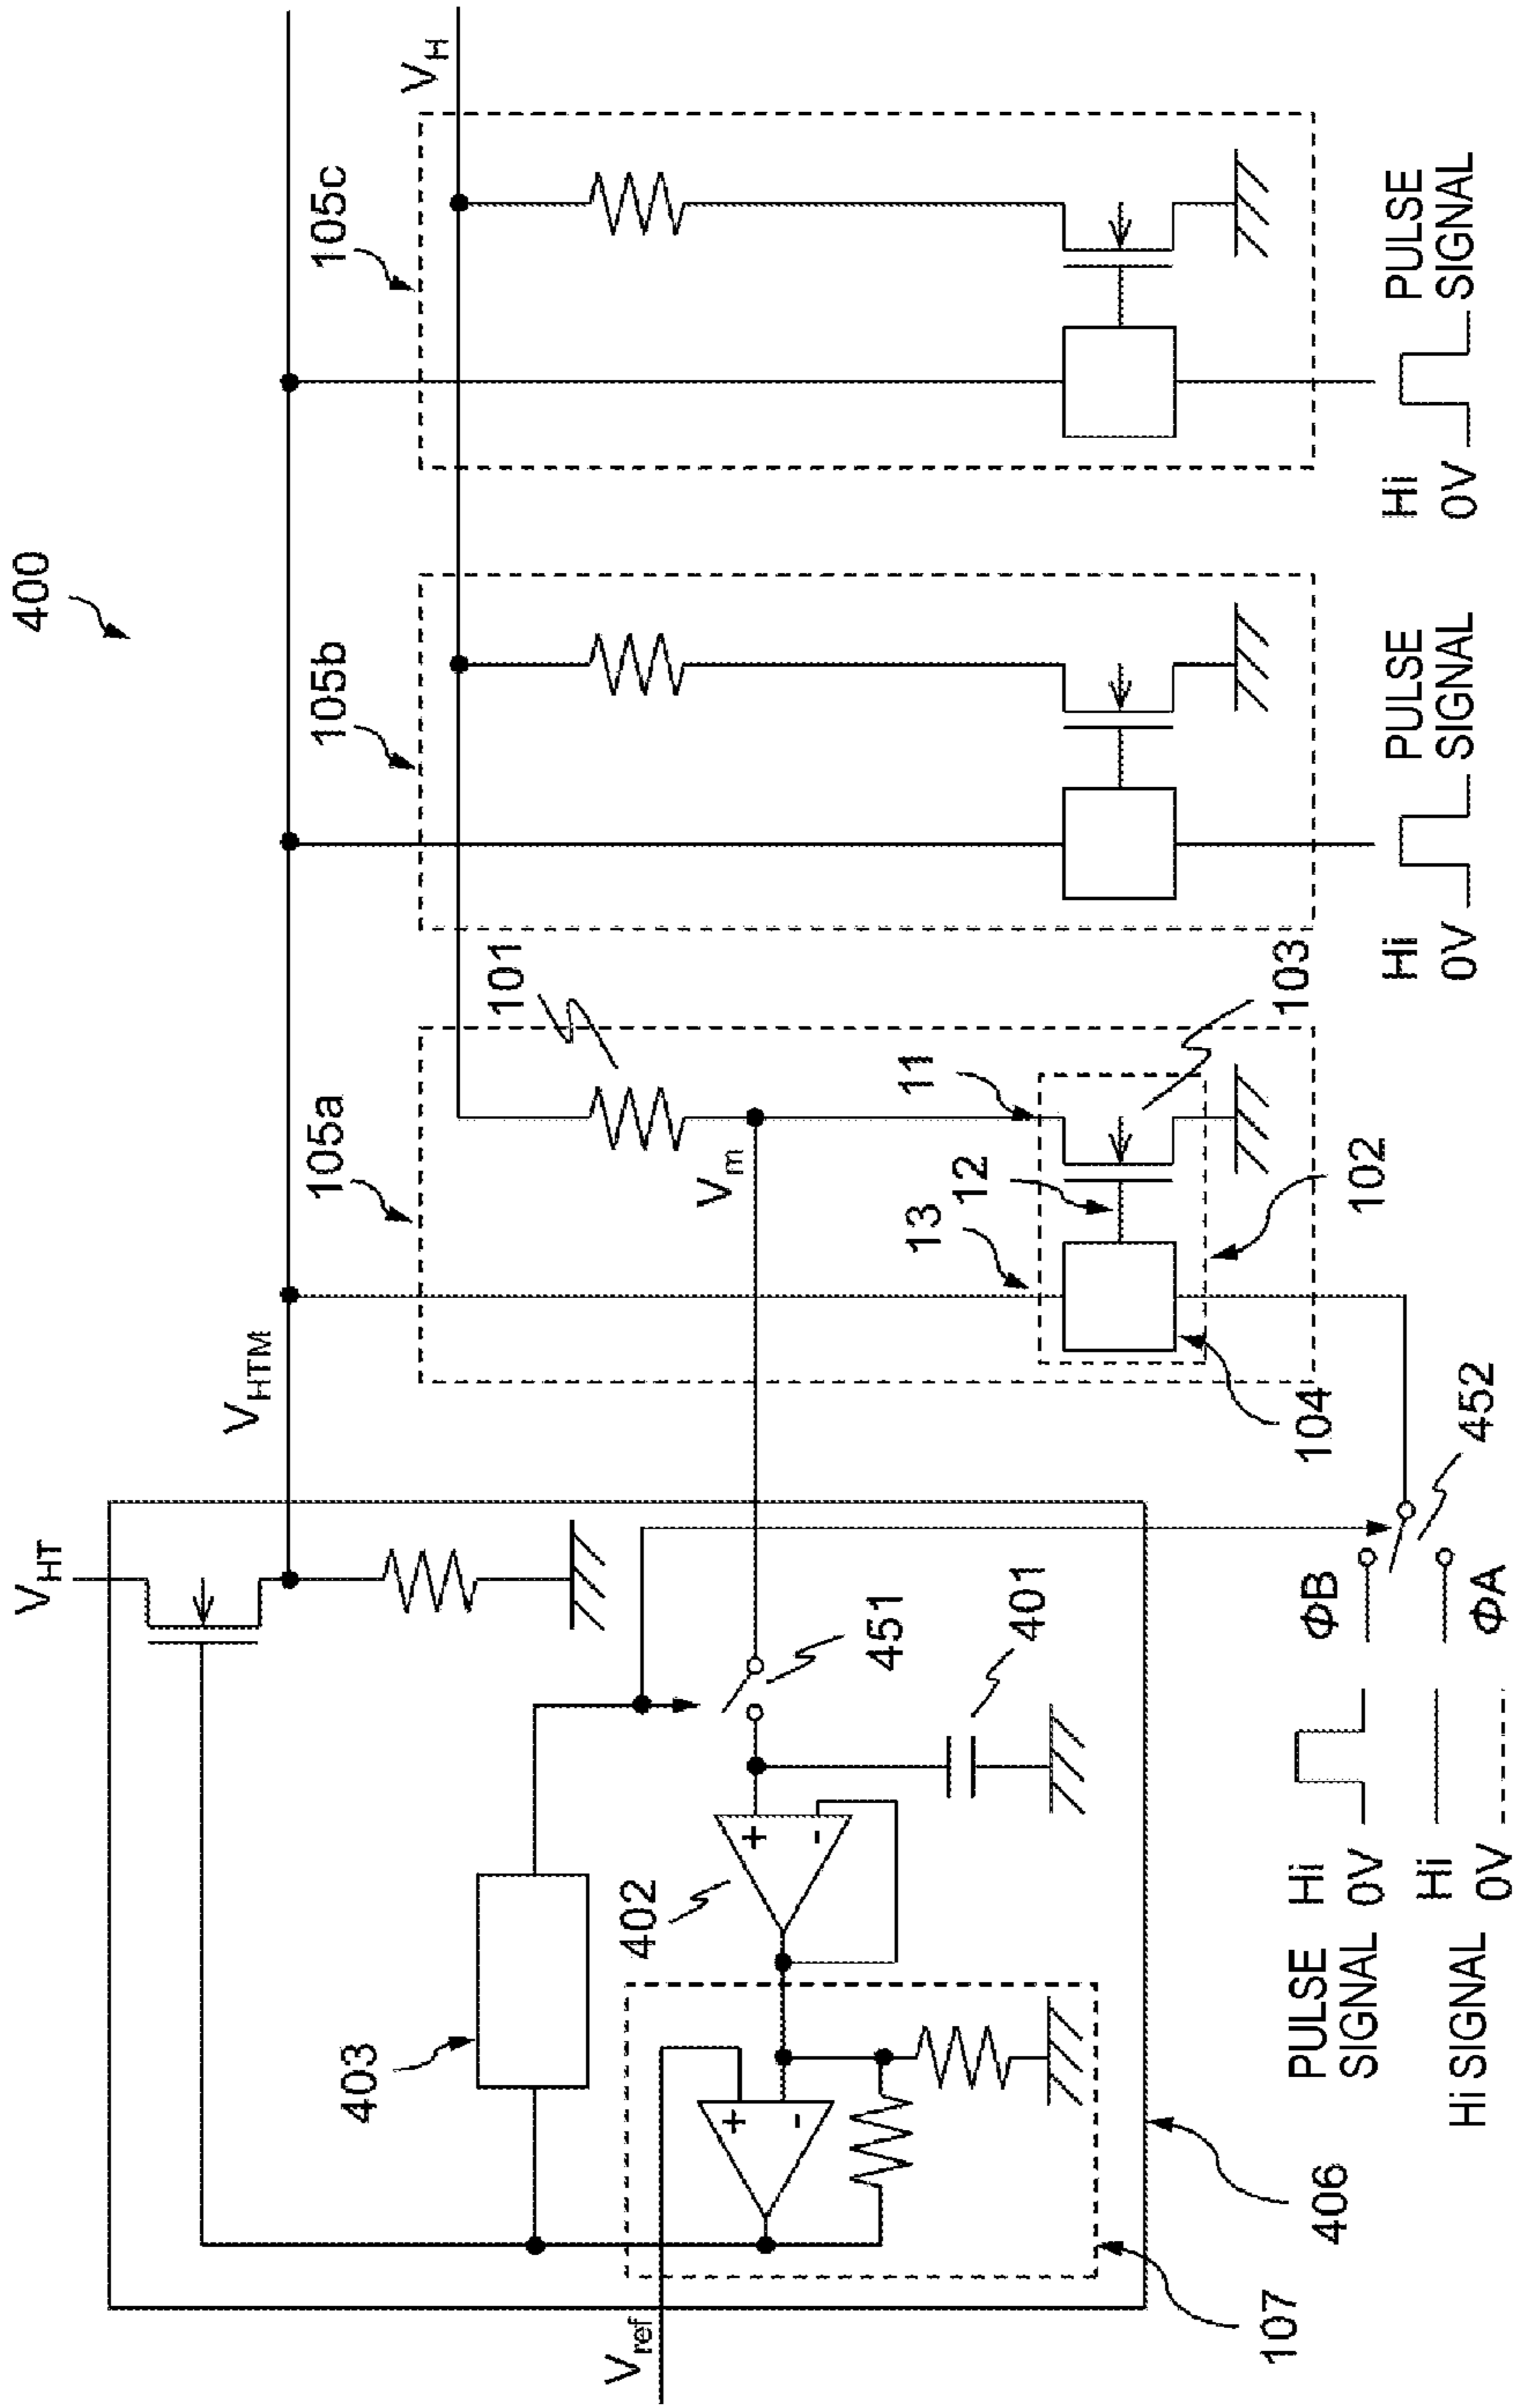 400
V_HT
V_HTM
V_H
105a
105b
105c
101
V_m
11
12
13
103
102
104
403
402
451
401
V_ref
107
406
452
ΦB
ΦA
PULSE
SIGNAL
Hi
0V
Hi SIGNAL
Hi
0V
Hi
0V
PULSE
SIGNAL
Hi
0V
PULSE
SIGNAL
+
-
+
-